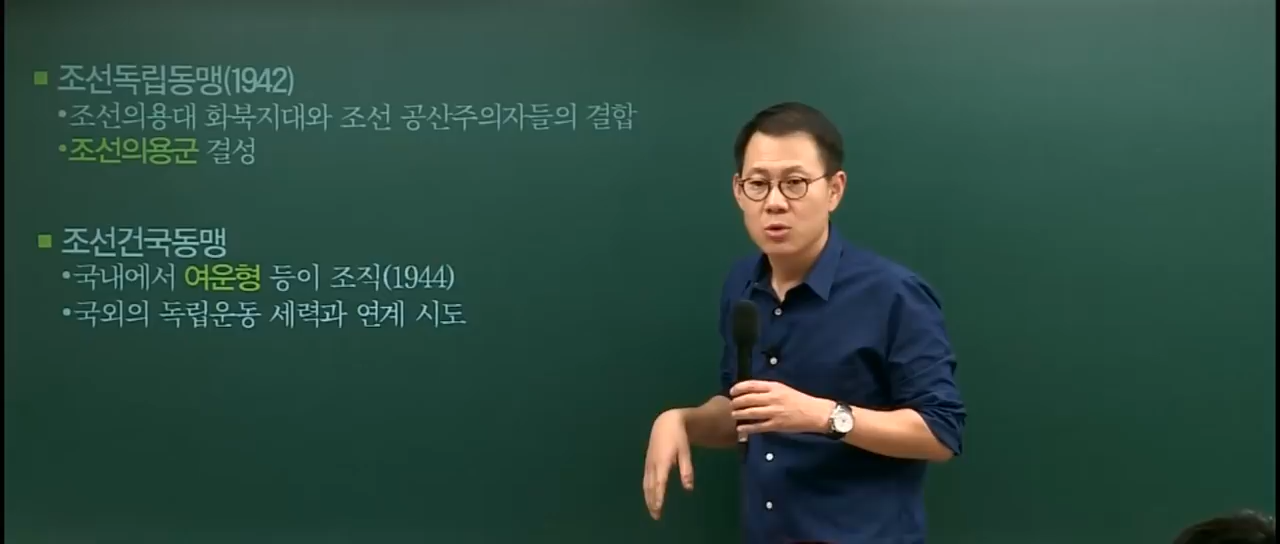 ■ 조선독립동맹(1942)
•조선의용대 화북지대와 조선 공산주의자들의 결합
•조선의용군 결성
■ 조선건국동맹
•국내에서 여운형 등이 조직(1944)
•국외의 독립운동 세력과 연계 시도